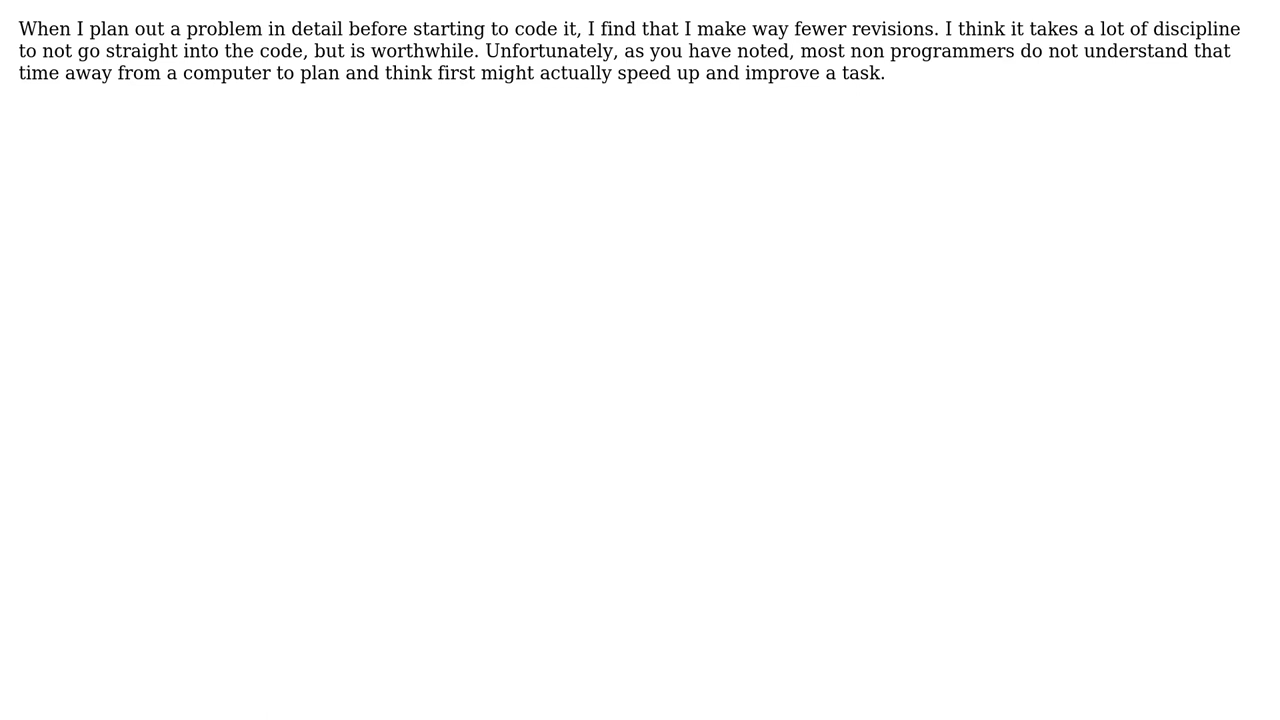 When I plan out a problem in detail before starting to code it, I find that I make way fewer revisions. I think it takes a lot of discipline
to not go straight into the code, but is worthwhile. Unfortunately, as you have noted, most non programmers do not understand that
time away from a computer to plan and think first might actually speed up and improve a task.